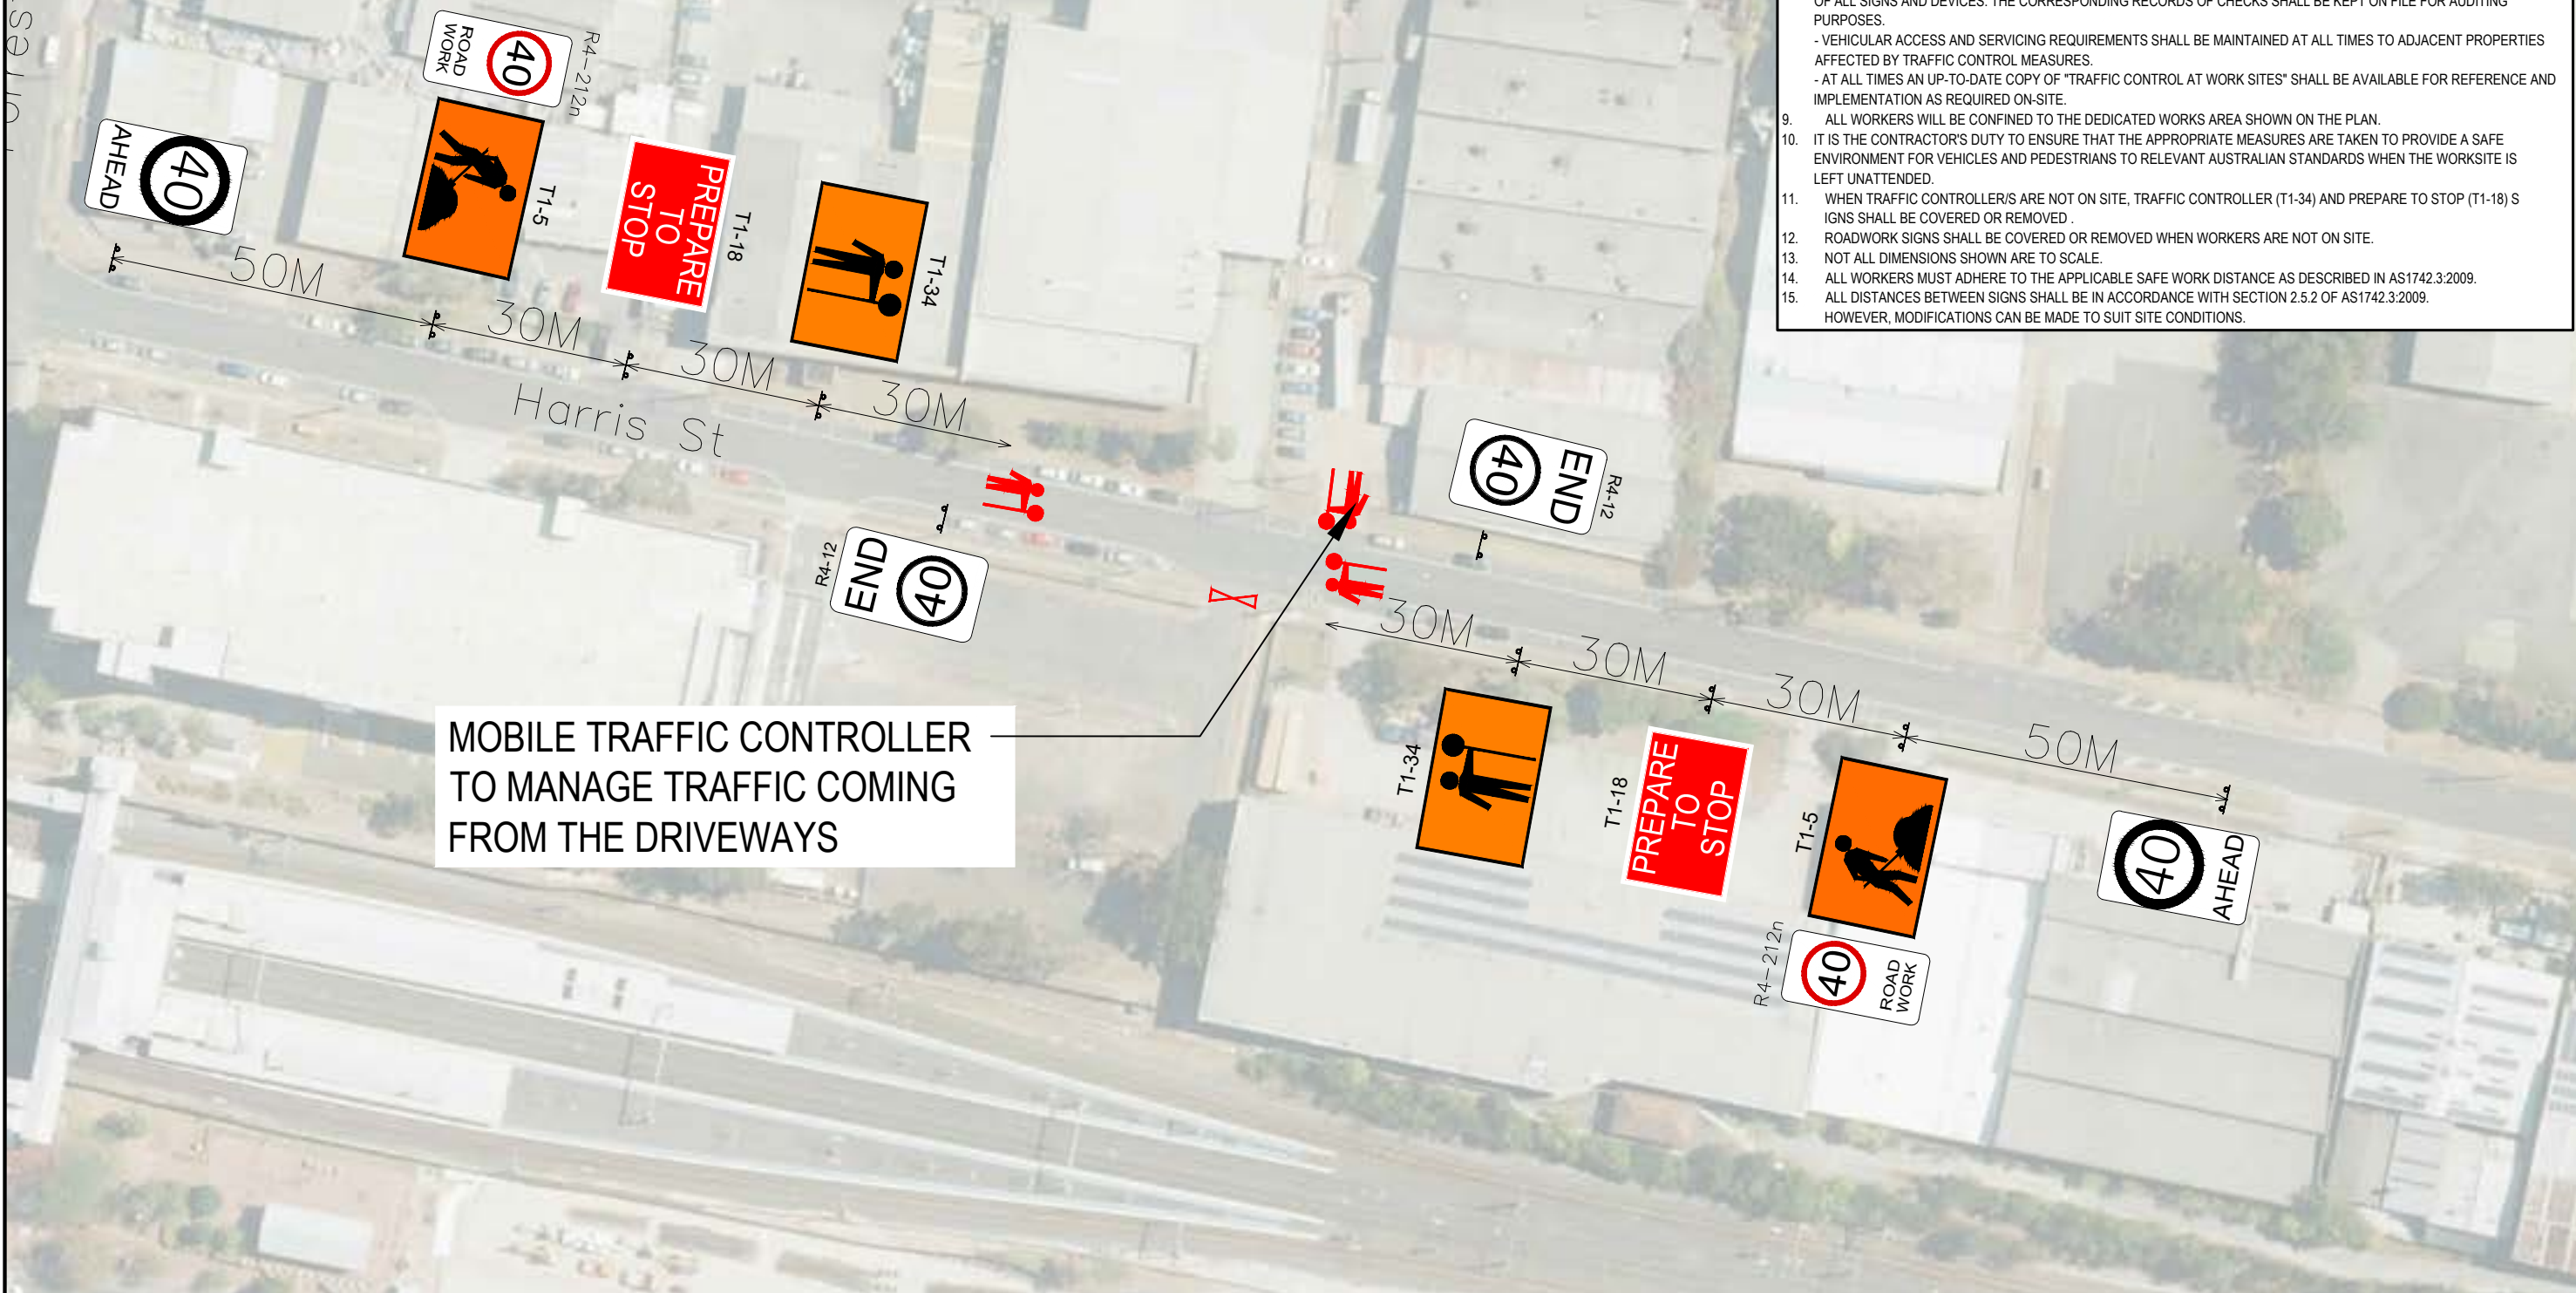 OF ALL SIGNS AND DEVICES. THE CORRESPONDING RECORDS OF CHECKS SHALL BE KEPT ON FILE FOR AUDITING
PURPOSES.
- VEHICULAR ACCESS AND SERVICING REQUIREMENTS SHALL BE MAINTAINED AT ALL TIMES TO ADJACENT PROPERTIES
AFFECTED BY TRAFFIC CONTROL MEASURES.
- AT ALL TIMES AN UP-TO-DATE COPY OF "TRAFFIC CONTROL AT WORK SITES" SHALL BE AVAILABLE FOR REFERENCE AND
IMPLEMENTATION AS REQUIRED ON-SITE.
9. ALL WORKERS WILL BE CONFINED TO THE DEDICATED WORKS AREA SHOWN ON THE PLAN.
10. IT IS THE CONTRACTOR'S DUTY TO ENSURE THAT THE APPROPRIATE MEASURES ARE TAKEN TO PROVIDE A SAFE
ENVIRONMENT FOR VEHICLES AND PEDESTRIANS TO RELEVANT AUSTRALIAN STANDARDS WHEN THE WORKSITE IS
LEFT UNATTENDED.
11. WHEN TRAFFIC CONTROLLER/S ARE NOT ON SITE, TRAFFIC CONTROLLER (T1-34) AND PREPARE TO STOP (T1-18) S
IGNS SHALL BE COVERED OR REMOVED .
12. ROADWORK SIGNS SHALL BE COVERED OR REMOVED WHEN WORKERS ARE NOT ON SITE.
13. NOT ALL DIMENSIONS SHOWN ARE TO SCALE.
14. ALL WORKERS MUST ADHERE TO THE APPLICABLE SAFE WORK DISTANCE AS DESCRIBED IN AS1742.3:2009.
15. ALL DISTANCES BETWEEN SIGNS SHALL BE IN ACCORDANCE WITH SECTION 2.5.2 OF AS1742.3:2009.
HOWEVER, MODIFICATIONS CAN BE MADE TO SUIT SITE CONDITIONS.
40
AHEAD
40
ROAD
WORK
R4-212n
T1-5
PREPARE
TO
STOP
T1-18
T1-34
50M
30M
30M
30M
Harris St
END
40
R4-12
R4-12
END
40
MOBILE TRAFFIC CONTROLLER
TO MANAGE TRAFFIC COMING
FROM THE DRIVEWAYS
30M
30M
30M
50M
T1-34
T1-18
PREPARE
TO
STOP
T1-5
R4-212n
40
ROAD
WORK
40
AHEAD